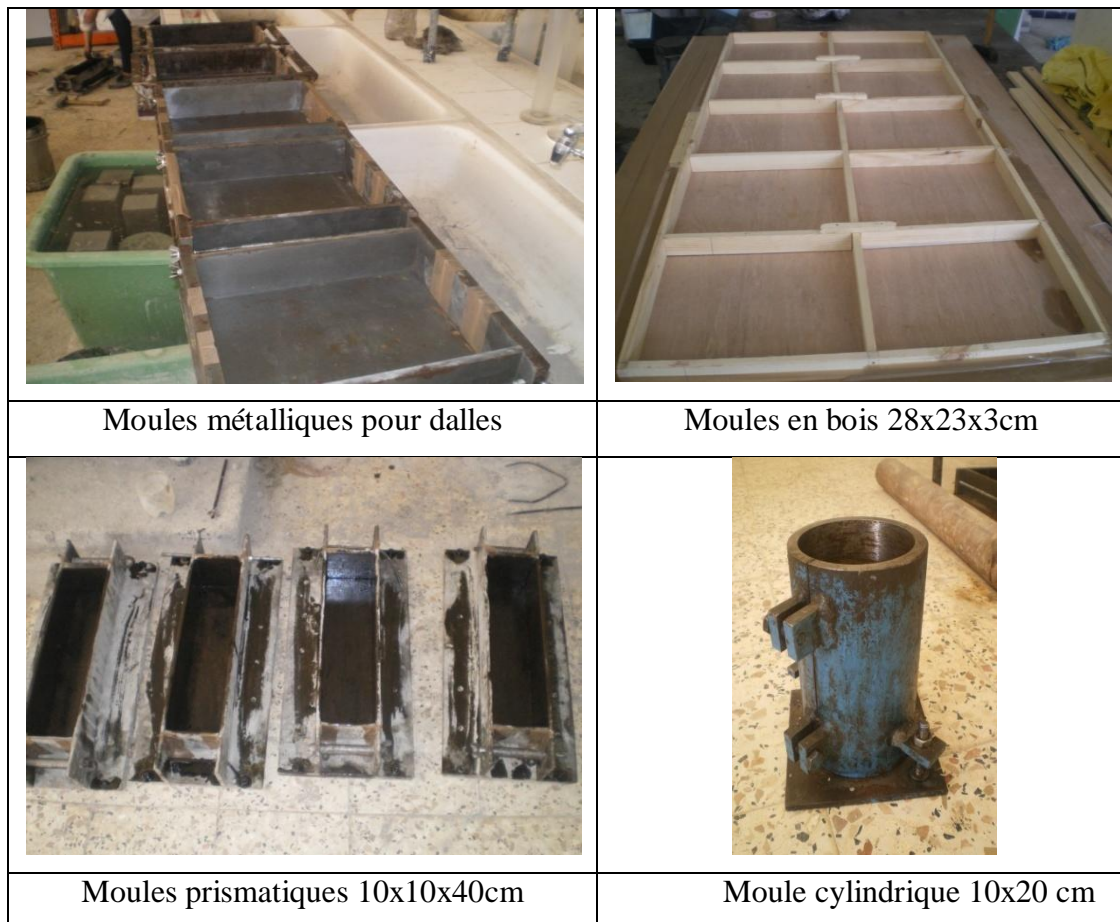 Moules métalliques pour dalles
Moules en bois 28x23x3cm
Moules prismatiques 10x10x40cm
Moule cylindrique 10x20 cm